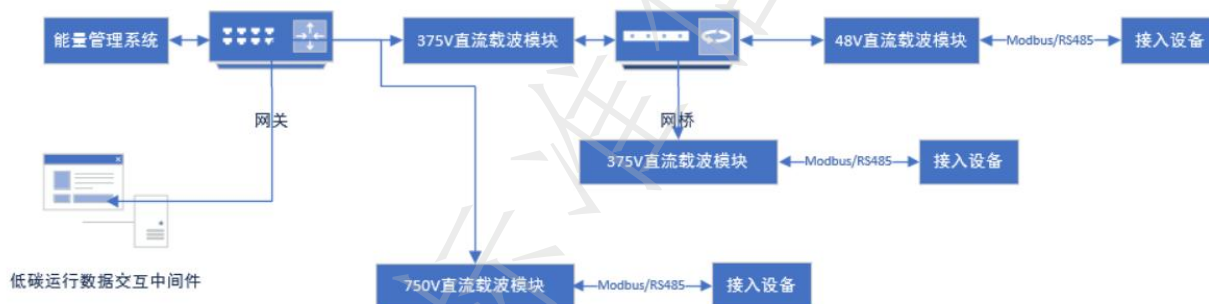 能量管理系统
375V直流载波模块
48V直流载波模块
Modbus/RS485
接入设备
网关
网桥
375V直流载波模块
Modbus/RS485
接入设备
低碳运行数据交互中间件
750V直流载波模块
Modbus/RS485
接入设备